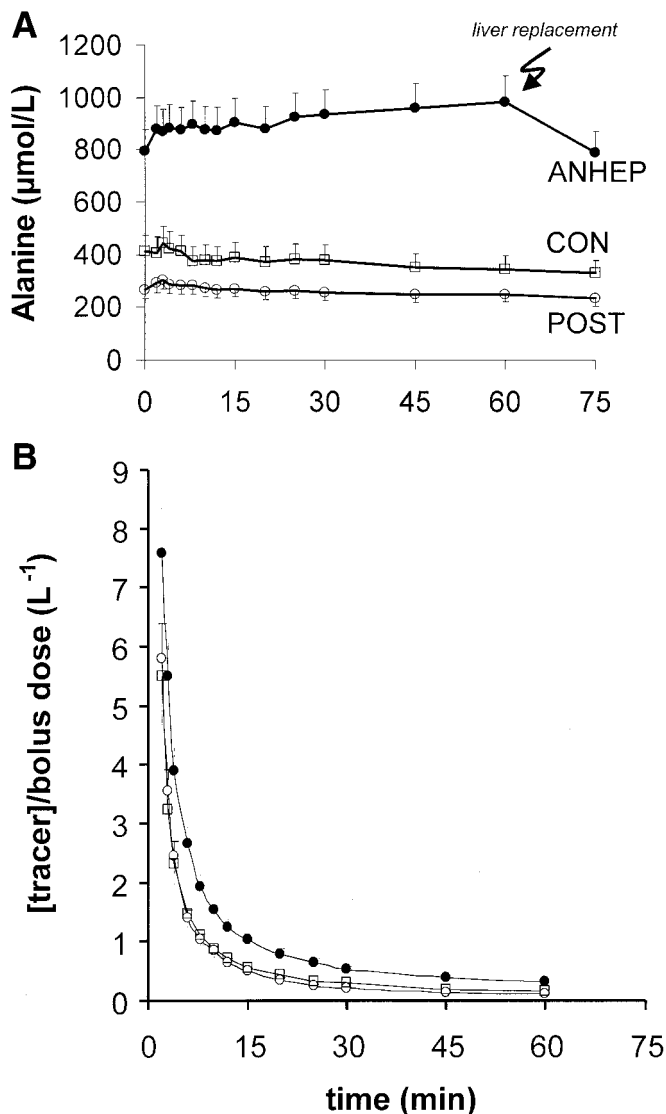 A
liver replacement
1200
1000
800
600
400
200
0
Alanine (µmol/L)
ANHEP
CON
POST
0 15 30 45 60 75
B
9
8
7
6
5
4
3
2
1
0
[tracer]/bolus dose (L⁻¹)
0 15 30 45 60 75
time (min)